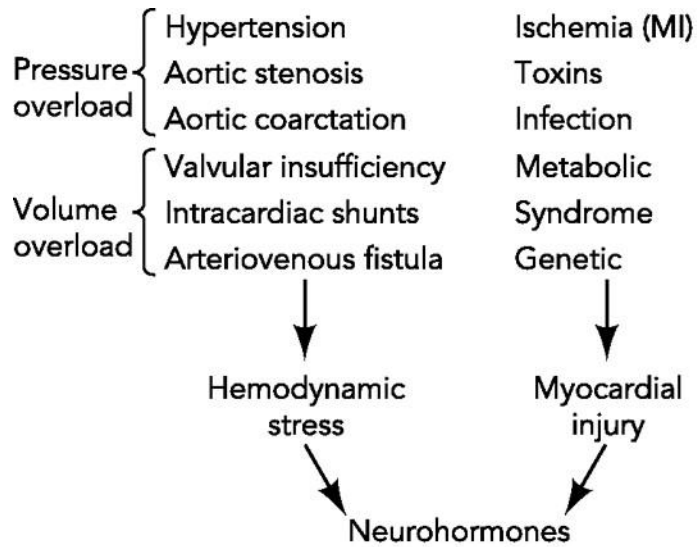 Pressure overload
Hypertension
Aortic stenosis
Aortic coarctation
Volume overload
Valvular insufficiency
Intracardiac shunts
Arteriovenous fistula
Ischemia (MI)
Toxins
Infection
Metabolic
Syndrome
Genetic
Hemodynamic
stress
Myocardial
injury
Neurohormones